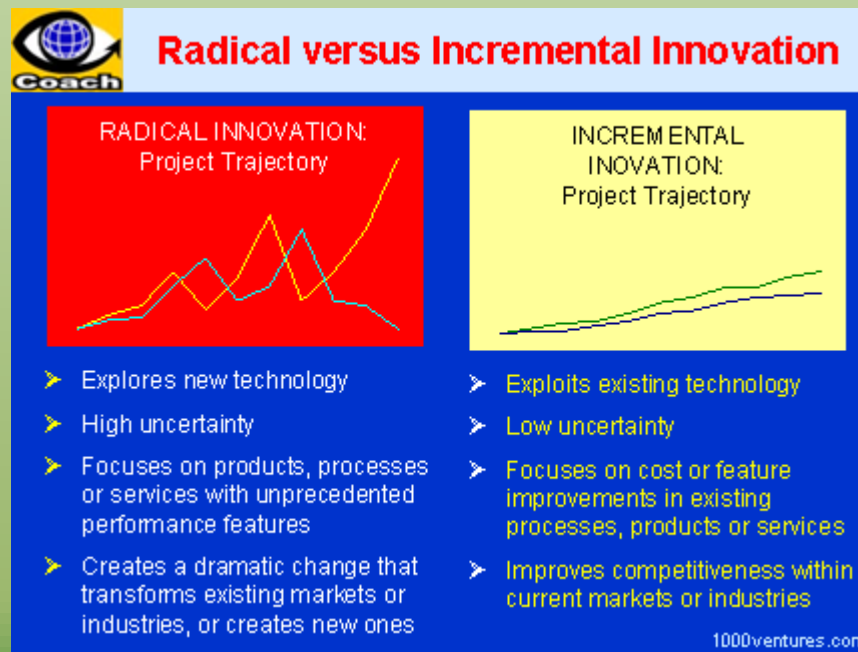 Coach
Radical versus Incremental Innovation
RADICAL INNOVATION:
Project Trajectory
Explores new technology
High uncertainty
Focuses on products, processes
or services with unprecedented
performance features
Creates a dramatic change that
transforms existing markets or
industries, or creates new ones
INCREMENTAL
INOVATION:
Project Trajectory
Exploits existing technology
Low uncertainty
Focuses on cost or feature
improvements in existing
processes, products or services
Improves competitiveness within
current markets or industries
1000ventures.com